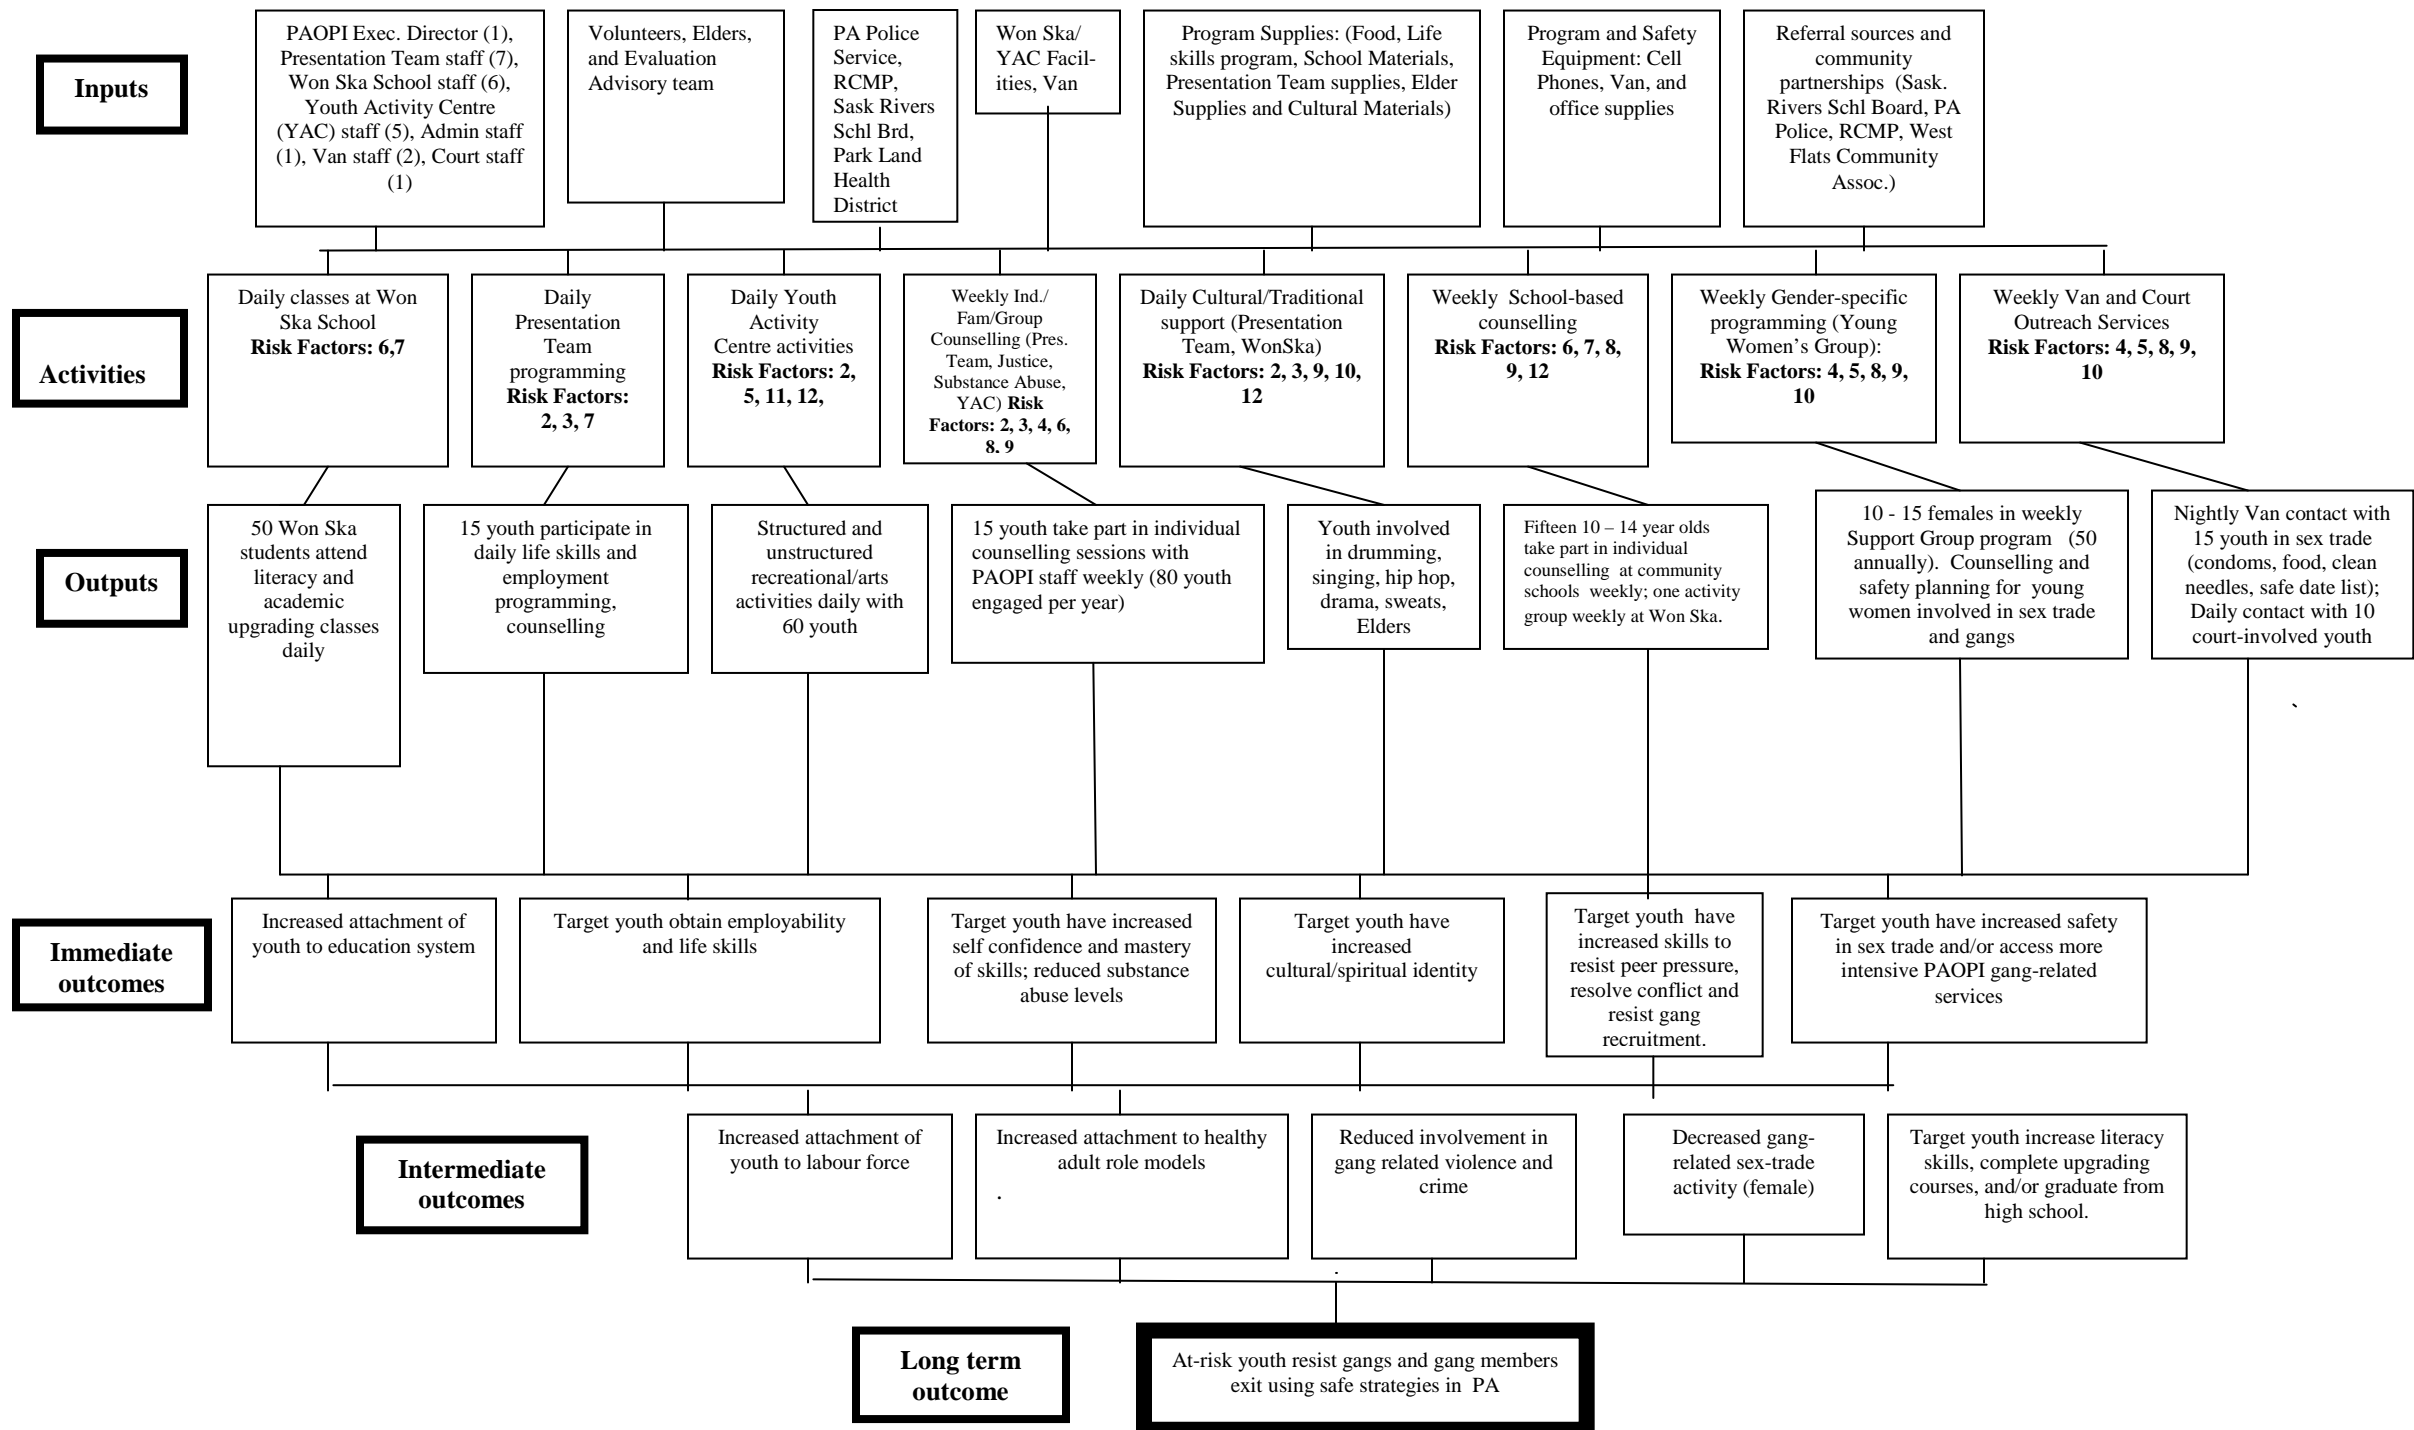 Inputs
PAOPI Exec. Director (1),
Presentation Team staff (7),
Won Ska School staff (6),
Youth Activity Centre
(YAC) staff (5), Admin staff
(1), Van staff (2), Court staff
(1)
Volunteers, Elders,
and Evaluation
Advisory team
PA Police
Service,
RCMP,
Sask Rivers
Schl Brd,
Park Land
Health
District
Won Ska/
YAC Facil-
ities, Van
Program Supplies: (Food, Life
skills program, School Materials,
Presentation Team supplies, Elder
Supplies and Cultural Materials)
Program and Safety
Equipment: Cell
Phones, Van, and
office supplies
Referral sources and
community
partnerships (Sask.
Rivers Schl Board, PA
Police, RCMP, West
Flats Community
Assoc.)
Activities
Daily classes at Won
Ska School
Risk Factors: 6,7
Daily
Presentation
Team
programming
Risk Factors:
2, 3, 7
Daily Youth
Activity
Centre activities
Risk Factors: 2,
5, 11, 12,
Weekly Ind./
Fam/Group
Counselling (Pres.
Team, Justice,
Substance Abuse,
YAC) Risk
Factors: 2, 3, 4, 6,
8, 9
Daily Cultural/Traditional
support (Presentation
Team, WonSka)
Risk Factors: 2, 3, 9, 10,
12
Weekly School-based
counselling
Risk Factors: 6, 7, 8,
9, 12
Weekly Gender-specific
programming (Young
Women's Group):
Risk Factors: 4, 5, 8, 9,
10
Weekly Van and Court
Outreach Services
Risk Factors: 4, 5, 8, 9,
10
Outputs
50 Won Ska
students attend
literacy and
academic
upgrading classes
daily
15 youth participate in
daily life skills and
employment
programming,
counselling
Structured and
unstructured
recreational/arts
activities daily with
60 youth
15 youth take part in individual
counselling sessions with
PAOPI staff weekly (80 youth
engaged per year)
Youth involved
in drumming,
singing, hip hop,
drama, sweats,
Elders
Fifteen 10 – 14 year olds
take part in individual
counselling at community
schools weekly; one activity
group weekly at Won Ska.
10 - 15 females in weekly
Support Group program (50
annually). Counselling and
safety planning for young
women involved in sex trade
and gangs
Nightly Van contact with
15 youth in sex trade
(condoms, food, clean
needles, safe date list);
Daily contact with 10
court-involved youth
Immediate
outcomes
Increased attachment of
youth to education system
Target youth obtain employability
and life skills
Target youth have increased
self confidence and mastery
of skills; reduced substance
abuse levels
Target youth have
increased
cultural/spiritual identity
Target youth have
increased skills to
resist peer pressure,
resolve conflict and
resist gang
recruitment.
Target youth have increased safety
in sex trade and/or access more
intensive PAOPI gang-related
services
Intermediate
outcomes
Increased attachment of
youth to labour force
Increased attachment to healthy
adult role models
.
Reduced involvement in
gang related violence and
crime
Decreased gang-
related sex-trade
activity (female)
Target youth increase literacy
skills, complete upgrading
courses, and/or graduate from
high school.
Long term
outcome
At-risk youth resist gangs and gang members
exit using safe strategies in PA